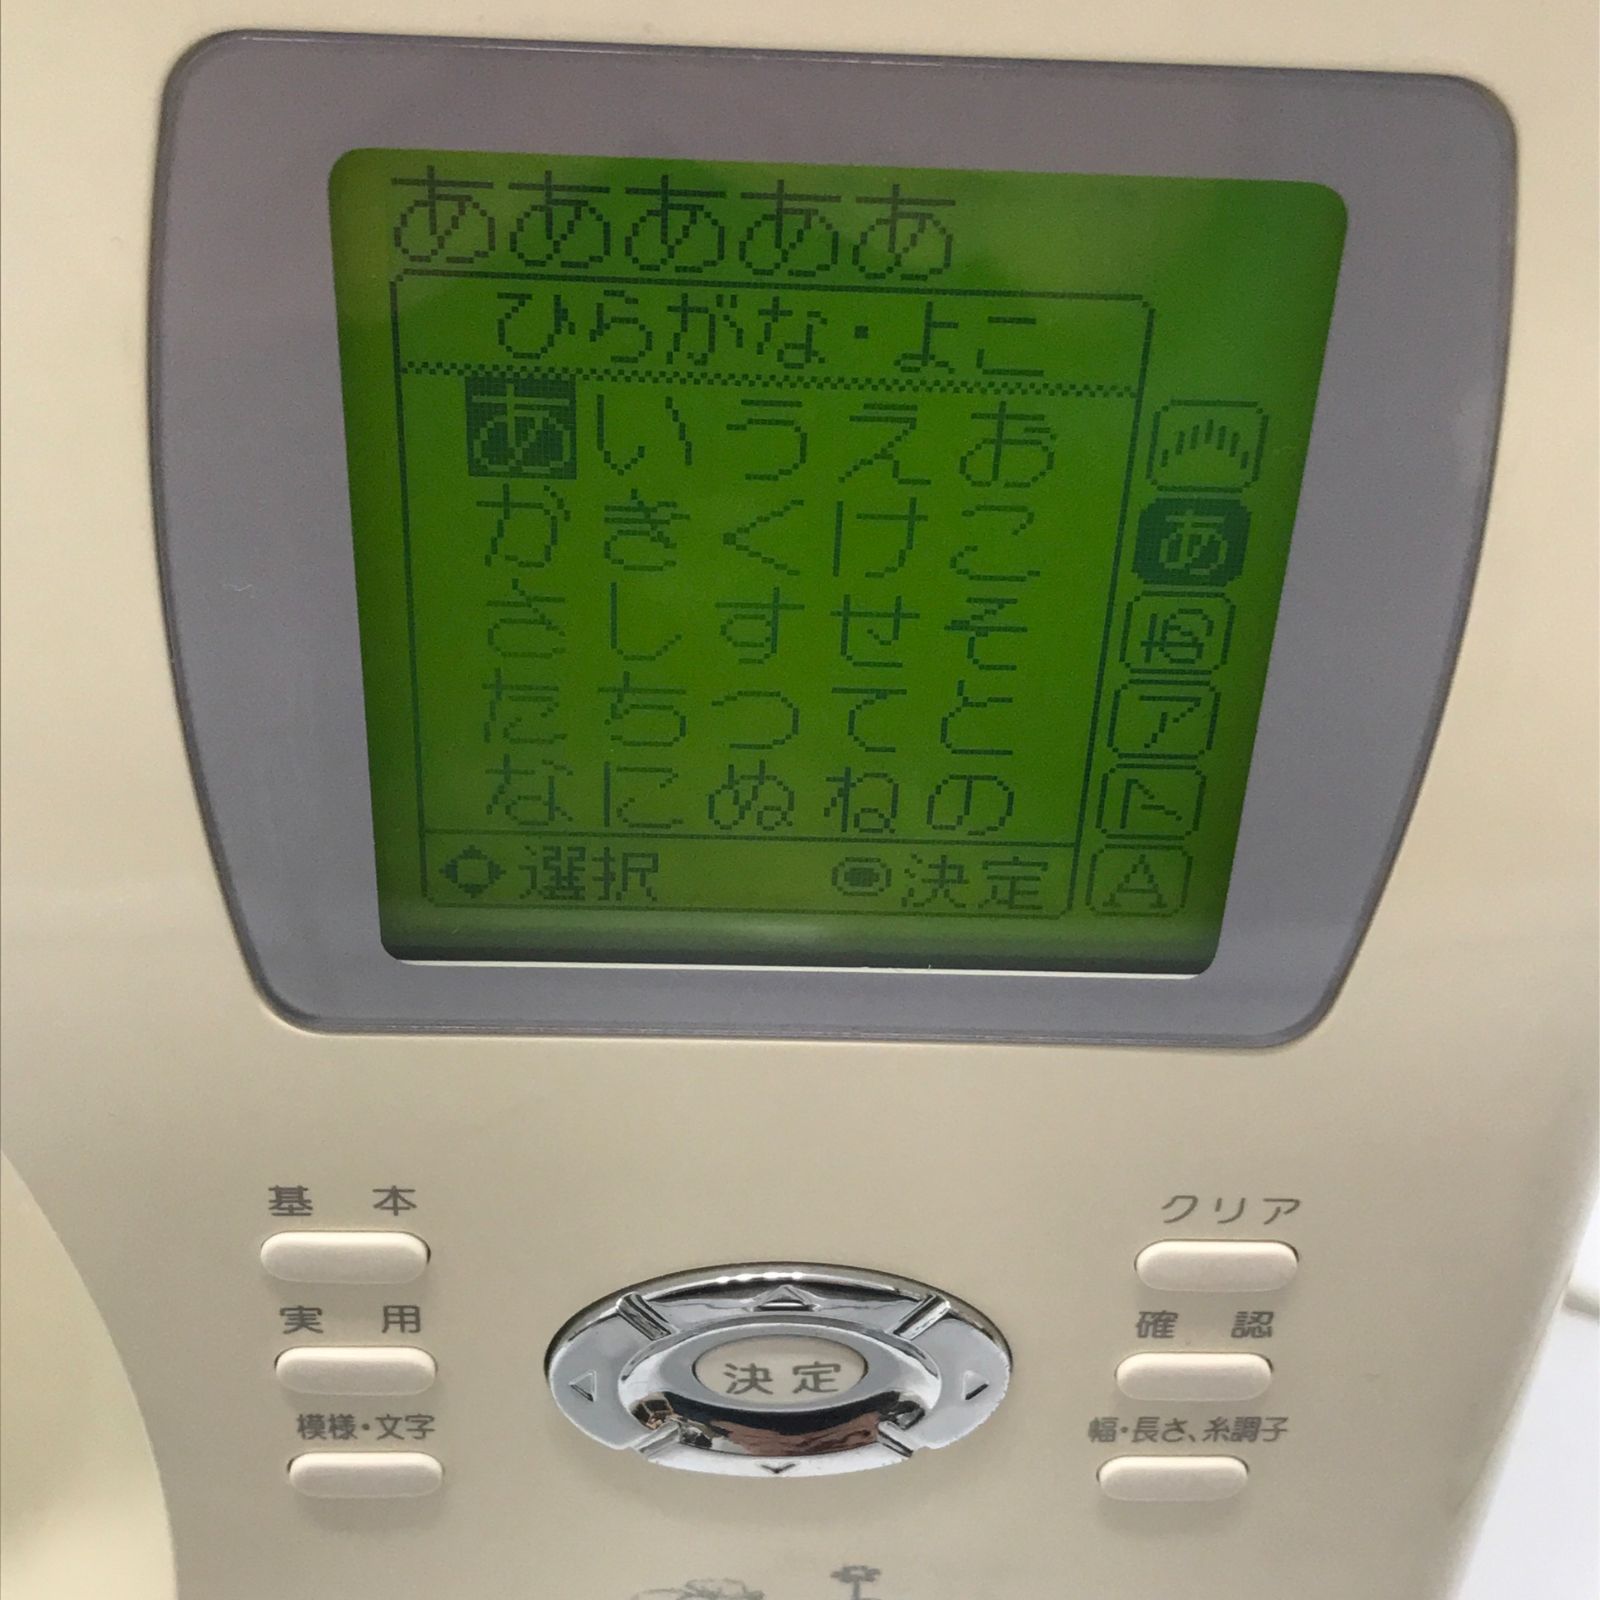 あああああ
ひらがな・よこ
あいうえお
かきくけこ
さしすせそ
たちつてと
なにぬねの
選択 決定
あ
あ
ア
ア
A
基本
実用
模様・文字
決定
クリア
確認
幅・長さ、糸調子